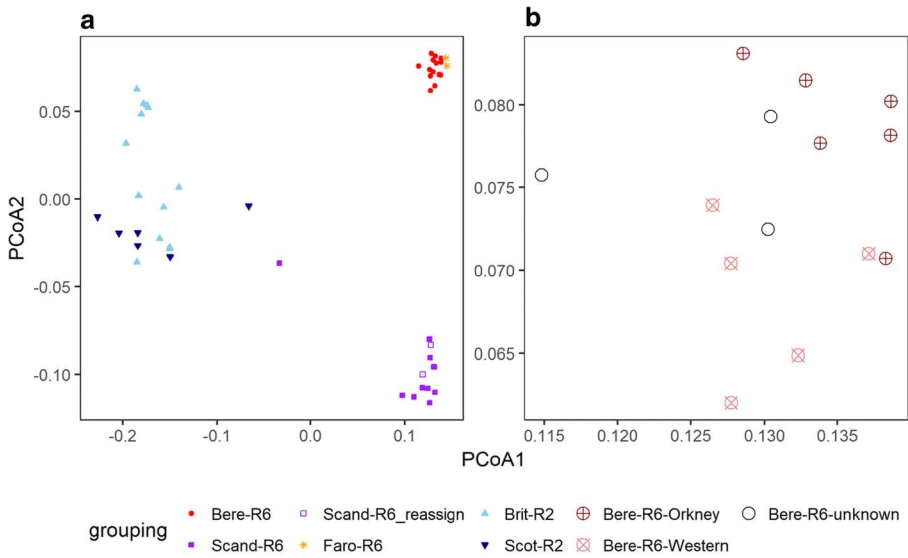 a
b
PCoA2
0.05
0.00
-0.05
-0.10
-0.2
-0.1
0.0
0.1
0.080
0.075
0.070
0.065
0.115
0.120
0.125
0.130
0.135
PCoA1
grouping
Bere-R6
Scand-R6_reassign
Brit-R2
Bere-R6-Orkney
Bere-R6-unknown
Scand-R6
Faro-R6
Scot-R2
Bere-R6-Western